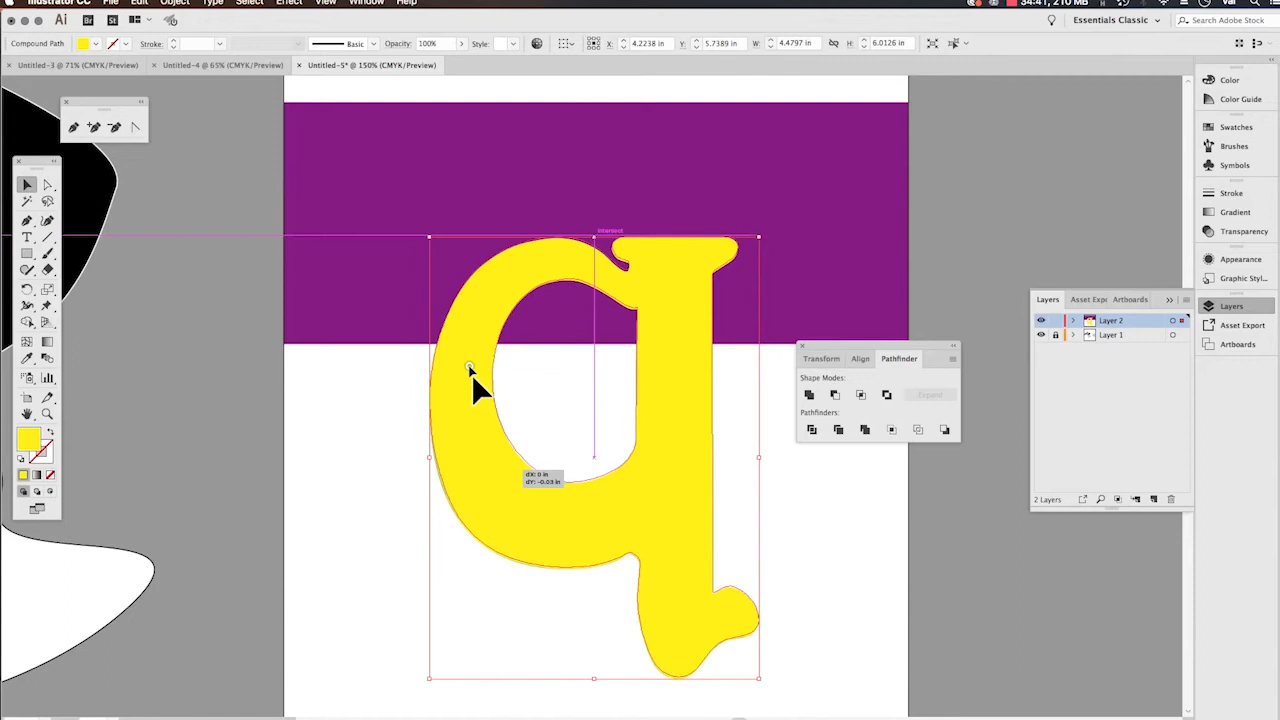 Illustrator CC File Edit Object Type Select Effect View Window Help 34:41, 210 MB Val
Ai Br St Essentials Classic Search Adobe Stock
Compound Path Stroke: Basic Opacity: 100% Style: X: 4.2238 in Y: 5.7389 in W: 4.4797 in H: 6.0126 in
Untitled-3 @ 71% (CMYK/Preview) Untitled-4 @ 65% (CMYK/Preview) Untitled-5* @ 150% (CMYK/Preview)
Color
Color Guide
Swatches
Brushes
Symbols
Stroke
Gradient
Transparency
Appearance
Graphic Styl...
Layers
Asset Export
Artboards
intersect
q
dX: 0 in
dY: -0.03 in
Transform Align Pathfinder
Shape Modes:
Expand
Pathfinders:
Layers Asset Expo Artboards
Layer 2
Layer 1
2 Layers